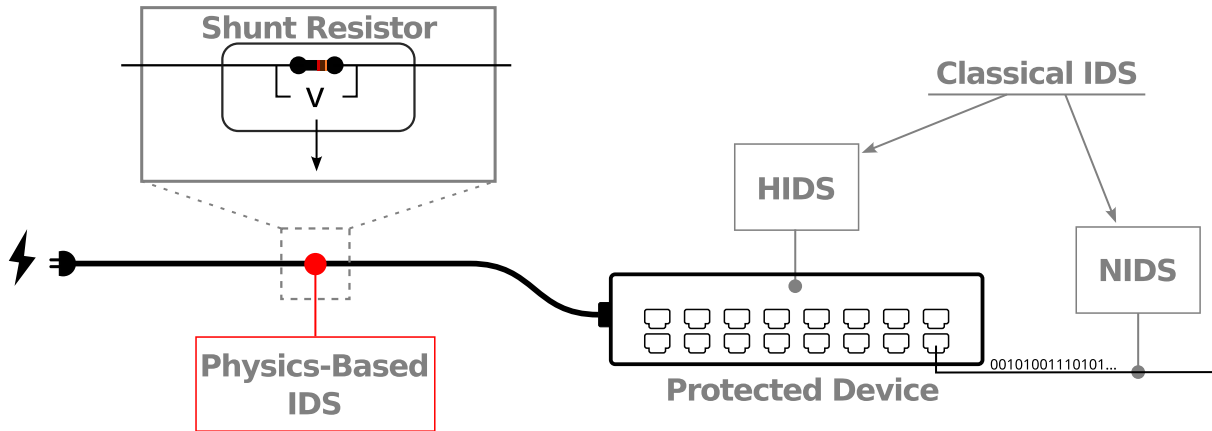 Shunt Resistor
V
Classical IDS
HIDS
NIDS
Physics-Based
IDS
00101001110101...
Protected Device